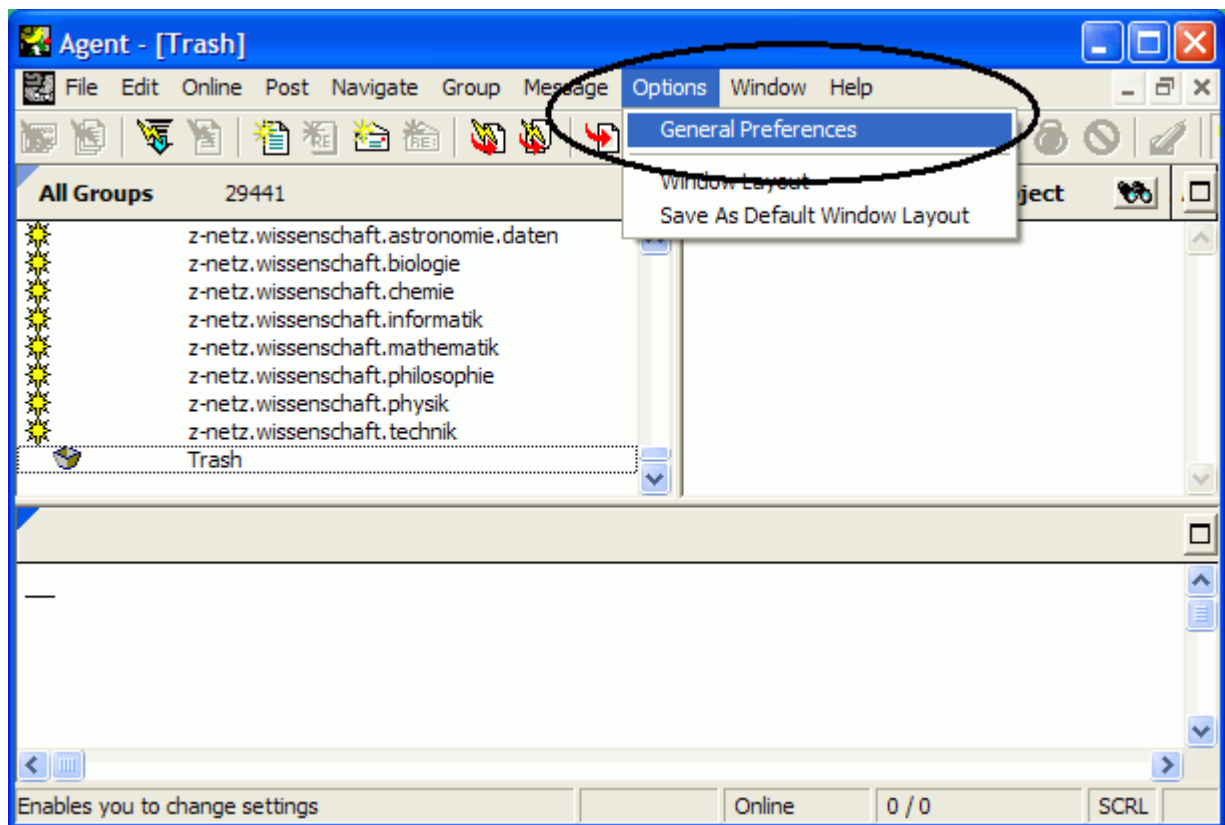 Agent - [Trash]
File Edit Online Post Navigate Group Message Options Window Help
General Preferences
Window Layout
Save As Default Window Layout
All Groups 29441 ject
z-netz.wissenschaft.astronomie.daten
z-netz.wissenschaft.biologie
z-netz.wissenschaft.chemie
z-netz.wissenschaft.informatik
z-netz.wissenschaft.mathematik
z-netz.wissenschaft.philosophie
z-netz.wissenschaft.physik
z-netz.wissenschaft.technik
Trash
Enables you to change settings Online 0 / 0 SCRL